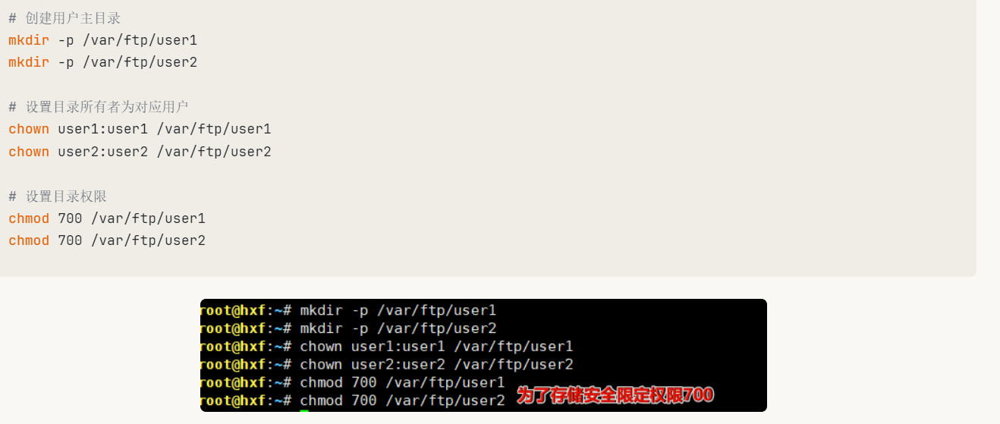 # 创建用户主目录
mkdir -p /var/ftp/user1
mkdir -p /var/ftp/user2
# 设置目录所有者为对应用户
chown user1:user1 /var/ftp/user1
chown user2:user2 /var/ftp/user2
# 设置目录权限
chmod 700 /var/ftp/user1
chmod 700 /var/ftp/user2
root@hxf:~# mkdir -p /var/ftp/user1
root@hxf:~# mkdir -p /var/ftp/user2
root@hxf:~# chown user1:user1 /var/ftp/user1
root@hxf:~# chown user2:user2 /var/ftp/user2
root@hxf:~# chmod 700 /var/ftp/user1
root@hxf:~# chmod 700 /var/ftp/user2 为了存储安全限定权限700